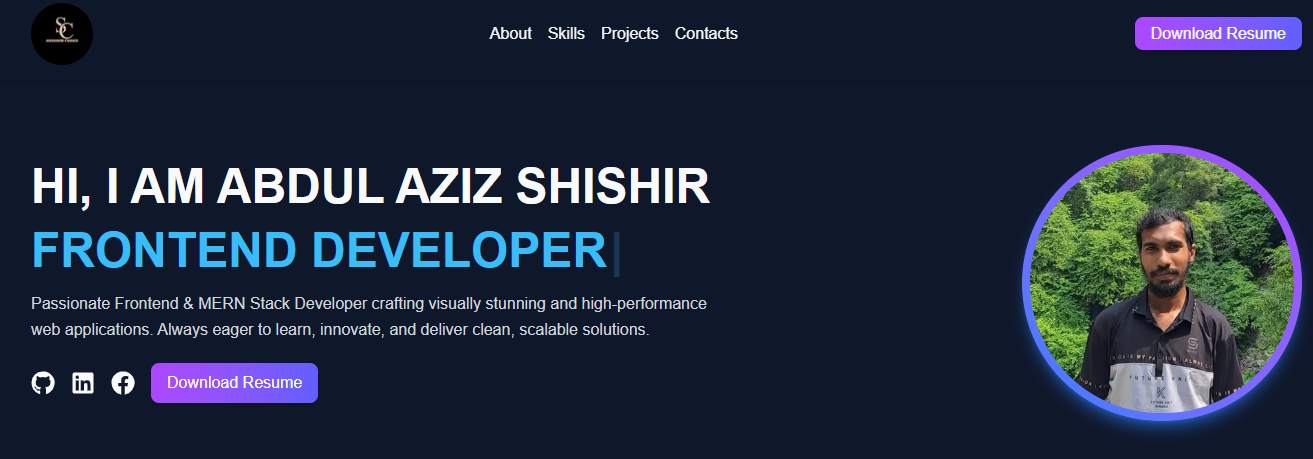 SC
About Skills Projects Contacts
Download Resume
HI, I AM ABDUL AZIZ SHISHIR
FRONTEND DEVELOPER
Passionate Frontend & MERN Stack Developer crafting visually stunning and high-performance
web applications. Always eager to learn, innovate, and deliver clean, scalable solutions.
Download Resume